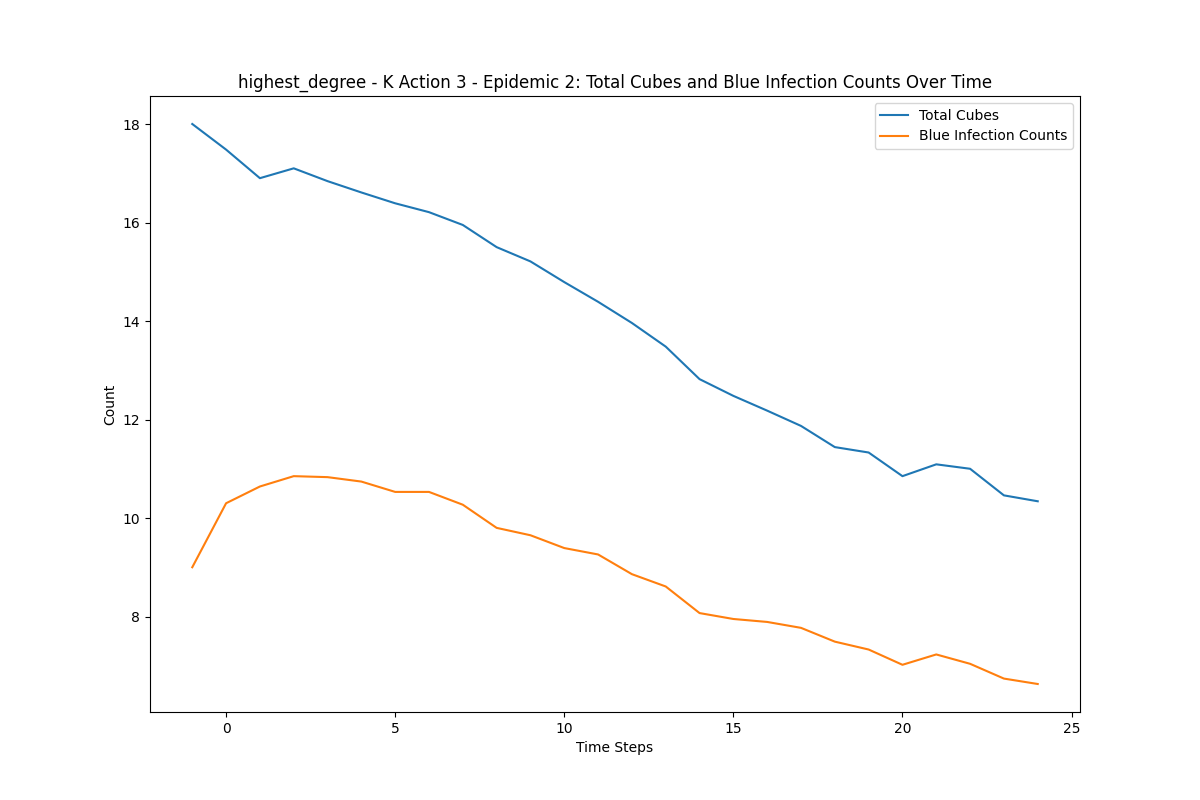 highest_degree - K Action 3 - Epidemic 2: Total Cubes and Blue Infection Counts Over Time
Total Cubes
Blue Infection Counts
18
16
14
12
10
8
Count
0
5
10
15
20
25
Time Steps